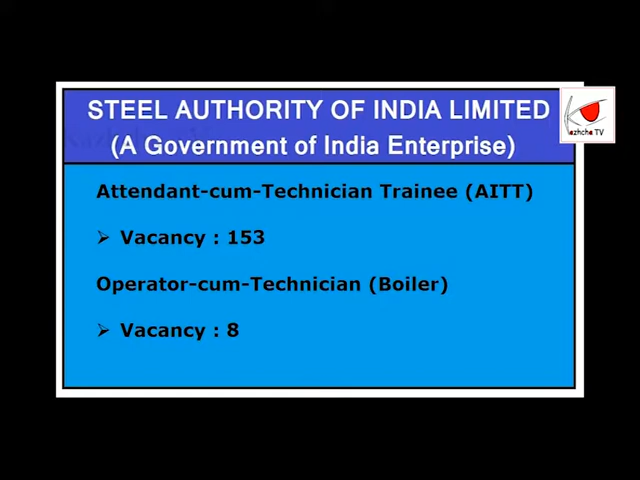 STEEL AUTHORITY OF INDIA LIMITED
(A Government of India Enterprise)
Kazhcha TV
Attendant-cum-Technician Trainee (AITT)
➢ Vacancy : 153
Operator-cum-Technician (Boiler)
➢ Vacancy : 8